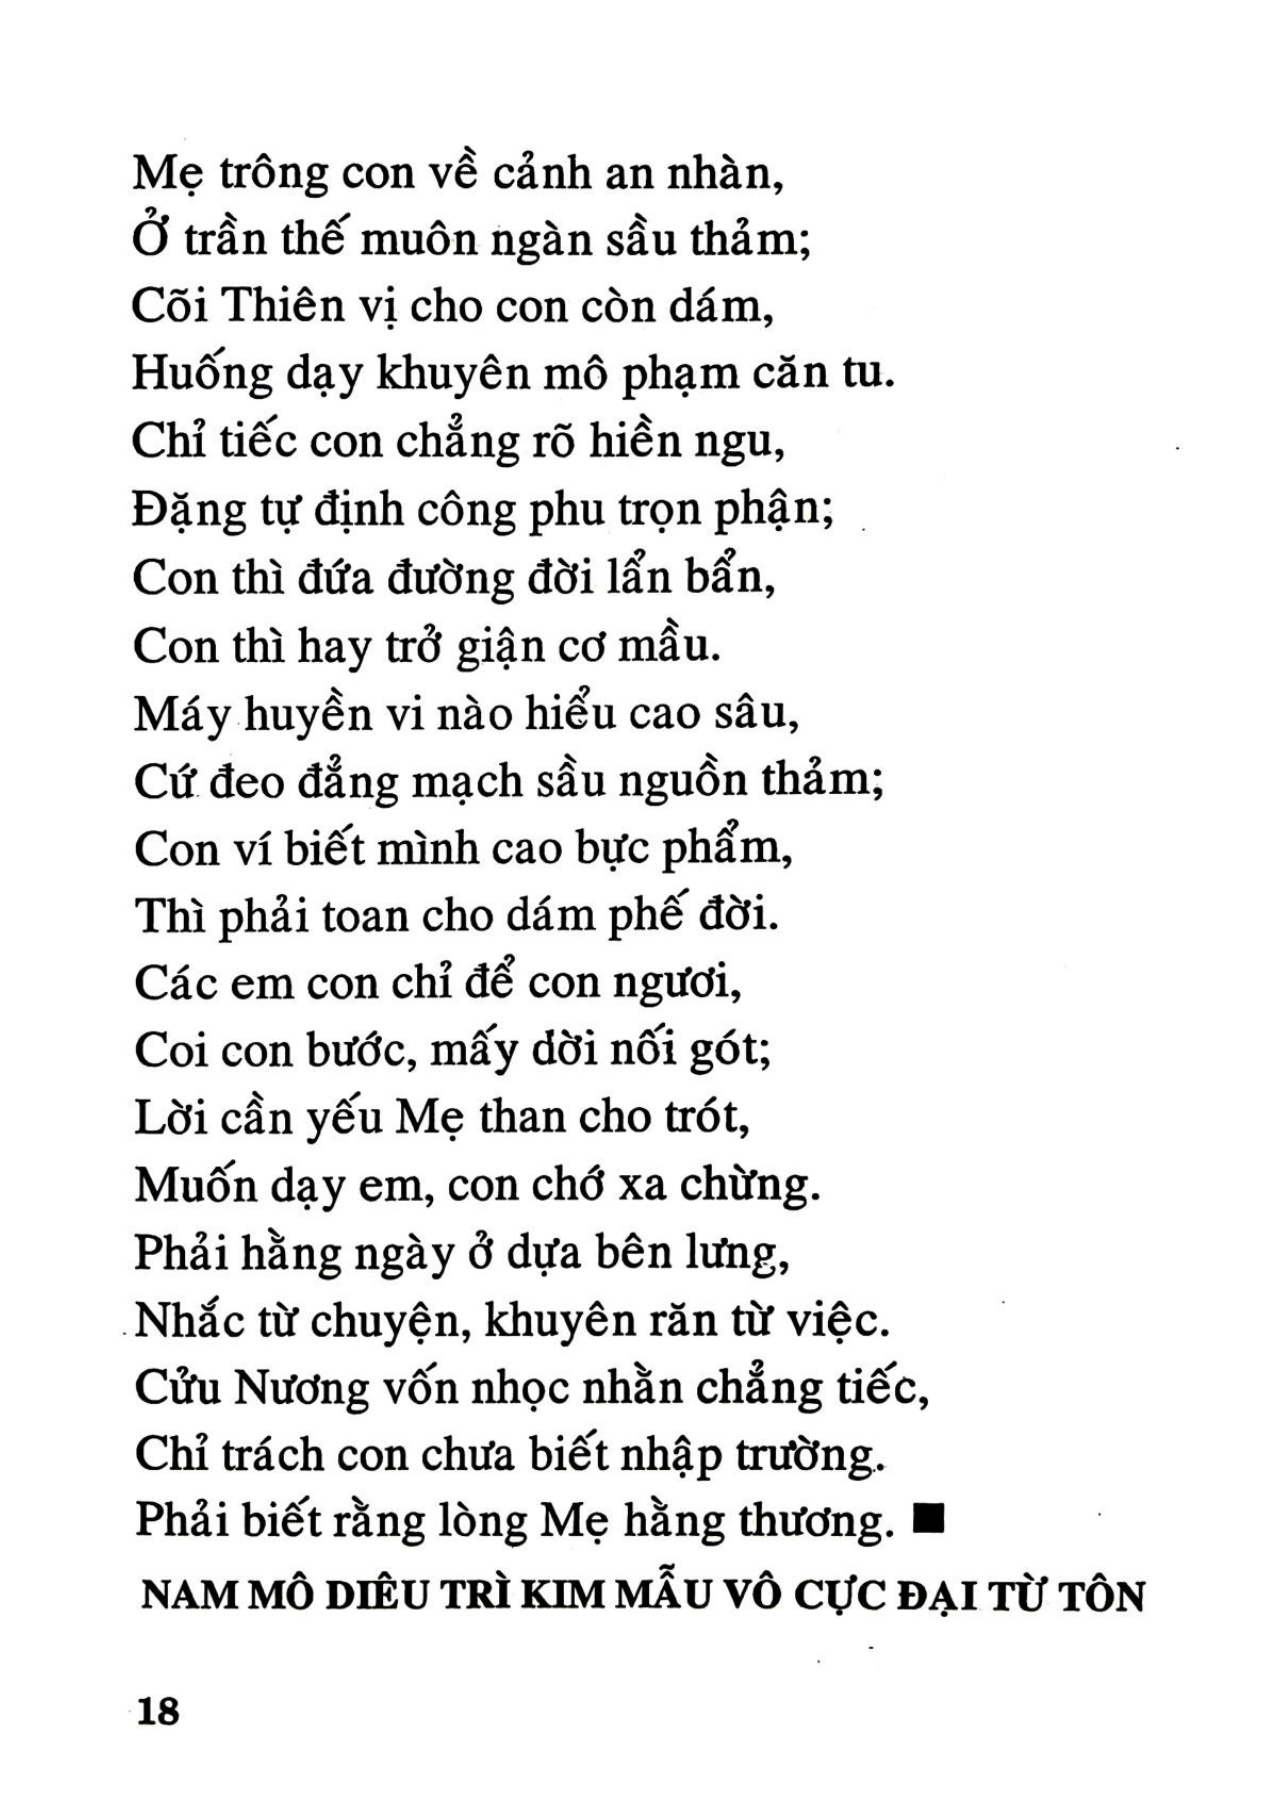 Mẹ trông con về cảnh an nhàn,
Ở trần thế muôn ngàn sầu thảm;
Cõi Thiên vị cho con còn dám,
Huống dạy khuyên mô phạm căn tu.
Chỉ tiếc con chẳng rõ hiền ngu,
Đặng tự định công phu trọn phận;
Con thì đứa đường đời lẩn bẩn,
Con thì hay trở giận cơ mầu.
Máy huyền vi nào hiểu cao sâu,
Cứ đeo đẳng mạch sầu nguồn thảm;
Con ví biết mình cao bực phẩm,
Thì phải toan cho dám phế đời.
Các em con chỉ để con ngươi,
Coi con bước, mấy dời nối gót;
Lời cần yếu Mẹ than cho trót,
Muốn dạy em, con chớ xa chừng.
Phải hằng ngày ở dựa bên lưng,
Nhắc từ chuyện, khuyên răn từ việc.
Cửu Nương vốn nhọc nhằn chẳng tiếc,
Chỉ trách con chưa biết nhập trường.
Phải biết rằng lòng Mẹ hằng thương. ■
NAM MÔ DIÊU TRÌ KIM MẪU VÔ CỰC ĐẠI TỪ TÔN
18